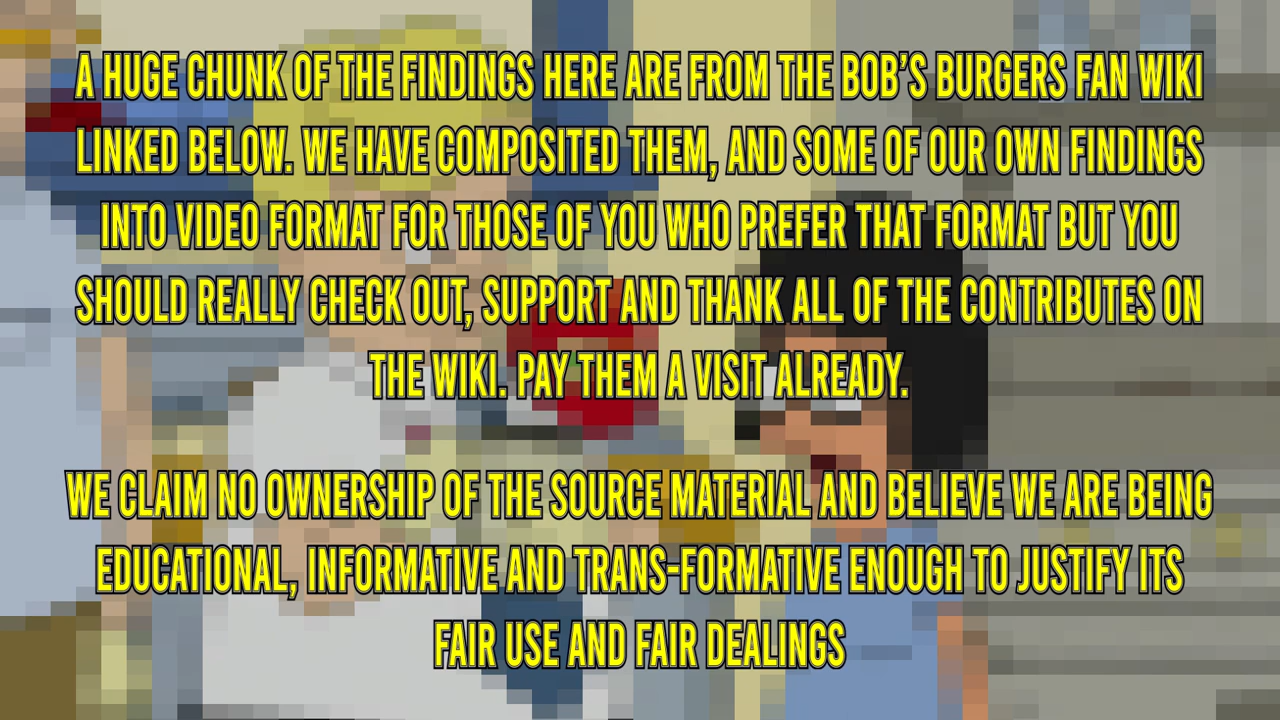 A HUGE CHUNK OF THE FINDINGS HERE ARE FROM THE BOB'S BURGERS FAN WIKI
LINKED BELOW. WE HAVE COMPOSITED THEM, AND SOME OF OUR OWN FINDINGS
INTO VIDEO FORMAT FOR THOSE OF YOU WHO PREFER THAT FORMAT BUT YOU
SHOULD REALLY CHECK OUT, SUPPORT AND THANK ALL OF THE CONTRIBUTES ON
THE WIKI. PAY THEM A VISIT ALREADY.
WE CLAIM NO OWNERSHIP OF THE SOURCE MATERIAL AND BELIEVE WE ARE BEING
EDUCATIONAL, INFORMATIVE AND TRANS-FORMATIVE ENOUGH TO JUSTIFY ITS
FAIR USE AND FAIR DEALINGS